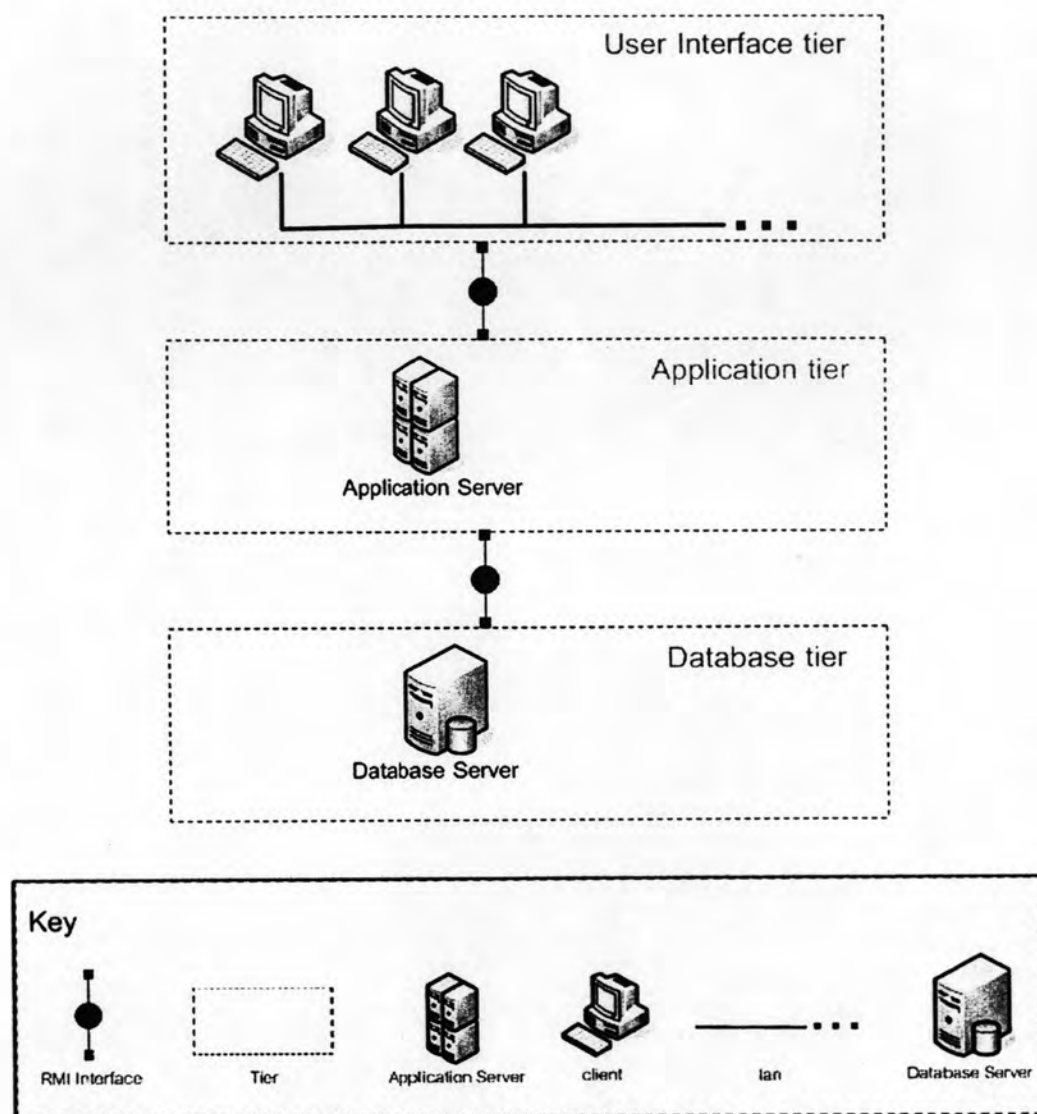 User Interface tier
Application tier
Application Server
Database tier
Database Server
Key
RMI Interface
Tier
Application Server
client
lan
Database Server